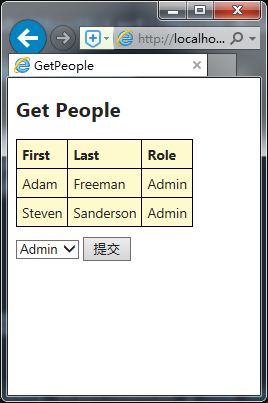 http://localho...
GetPeople
Get People
First Last Role
Adam Freeman Admin
Steven Sanderson Admin
Admin 提交